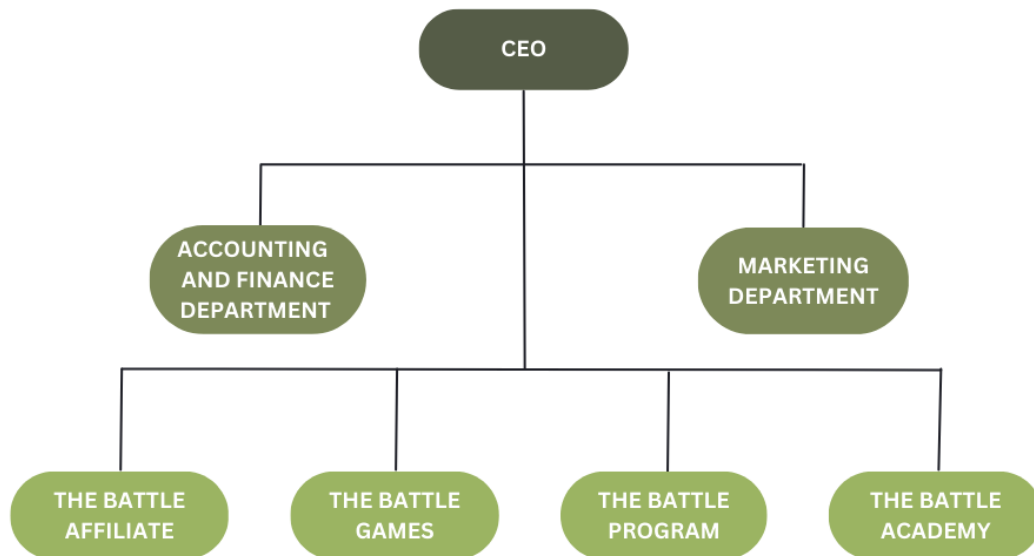 CEO
ACCOUNTING
AND FINANCE
DEPARTMENT
MARKETING
DEPARTMENT
THE BATTLE
AFFILIATE
THE BATTLE
GAMES
THE BATTLE
PROGRAM
THE BATTLE
ACADEMY